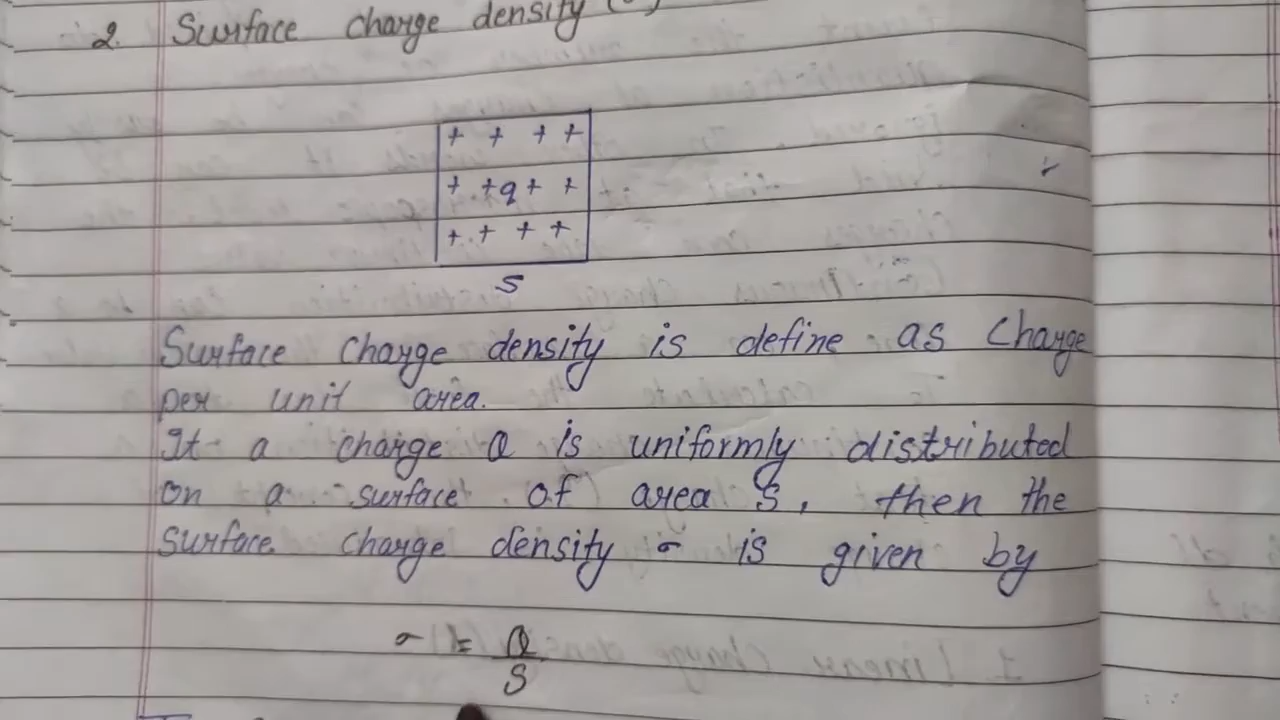 2. Surface charge density (σ)
+ + + +
+ + q + +
+ + + +
S
Surface charge density is define as Charge
per unit area.
It a charge Q is uniformly distributed
on a surface of area S, then the
surface charge density σ is given by
σ = Q/S